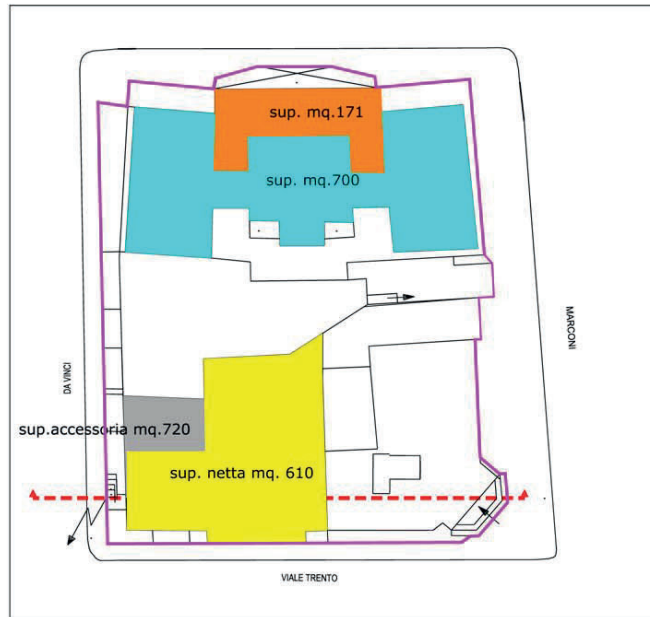 sup. mq.171
sup. mq.700
MARCONI
DA VINCI
sup.accessoria mq.720
sup. netta mq. 610
VIALE TRENTO